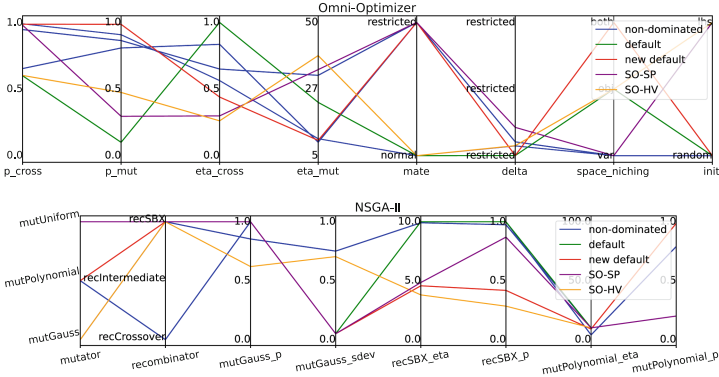 Omni-Optimizer
1.0 1.0 1.0 50 restricted restricted both lhs
0.5 0.5 0.5 27 restricted obj
0.0 0.0 0.0 5 normal restricted var random
p_cross p_mut eta_cross eta_mut mate delta space_niching init
non-dominated
default
new default
SO-SP
SO-HV
NSGA-II
mutUniform recSBX 1.0 1.0 1.0 1.0 100.0 1.0
mutPolynomial recIntermediate 0.5 0.5 0.5 0.5 50.0 0.5
mutGauss recCrossover 0.0 0.0 0.0 0.0 0.0 0.0
mutator recombinator mutGauss_p mutGauss_sdev recSBX_eta recSBX_p mutPolynomial_eta mutPolynomial_p
non-dominated
default
new default
SO-SP
SO-HV